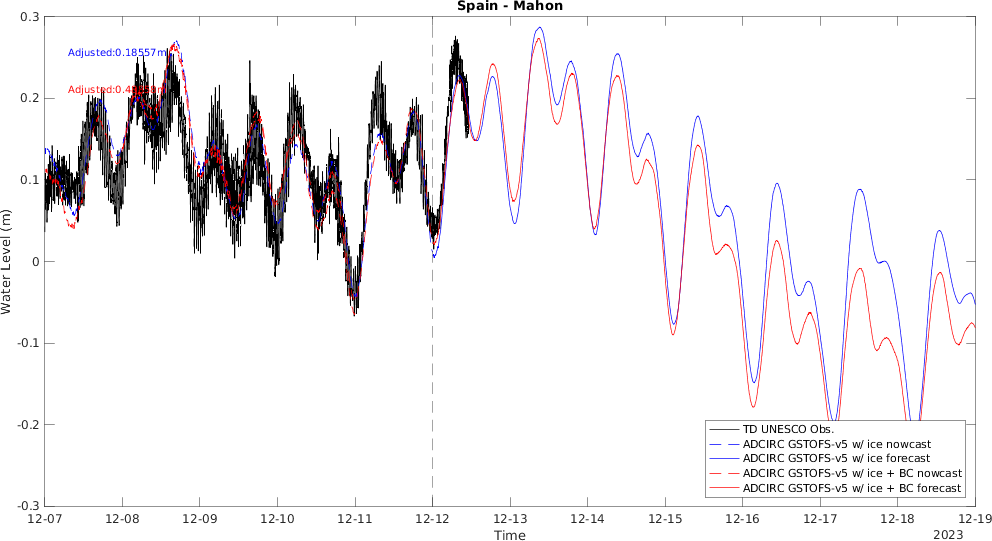 Spain - Mahon
0.3
Adjusted:0.18557m
Adjusted:0.4
0.2
0.1
0
-0.1
-0.2
-0.3
Water Level (m)
TD UNESCO Obs.
ADCIRC GSTOFS-v5 w/ ice nowcast
ADCIRC GSTOFS-v5 w/ ice forecast
ADCIRC GSTOFS-v5 w/ ice + BC nowcast
ADCIRC GSTOFS-v5 w/ ice + BC forecast
12-07 12-08 12-09 12-10 12-11 12-12 12-13 12-14 12-15 12-16 12-17 12-18 12-19
Time
2023